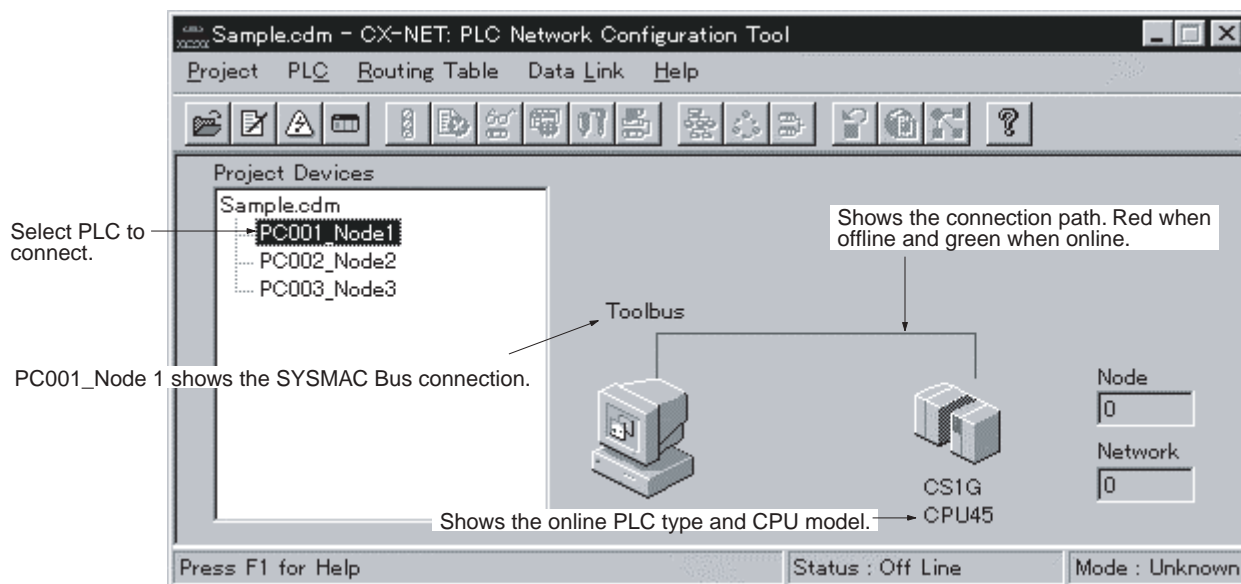 Sample.cdm - CX-NET: PLC Network Configuration Tool
Project PLC Routing Table Data Link Help
Project Devices
Sample.cdm
PC001_Node1
PC002_Node2
PC003_Node3
Select PLC to
connect.
Shows the connection path. Red when
offline and green when online.
Toolbus
PC001_Node 1 shows the SYSMAC Bus connection.
Node
0
Network
0
CS1G
CPU45
Shows the online PLC type and CPU model.
Press F1 for Help
Status : Off Line
Mode : Unknown